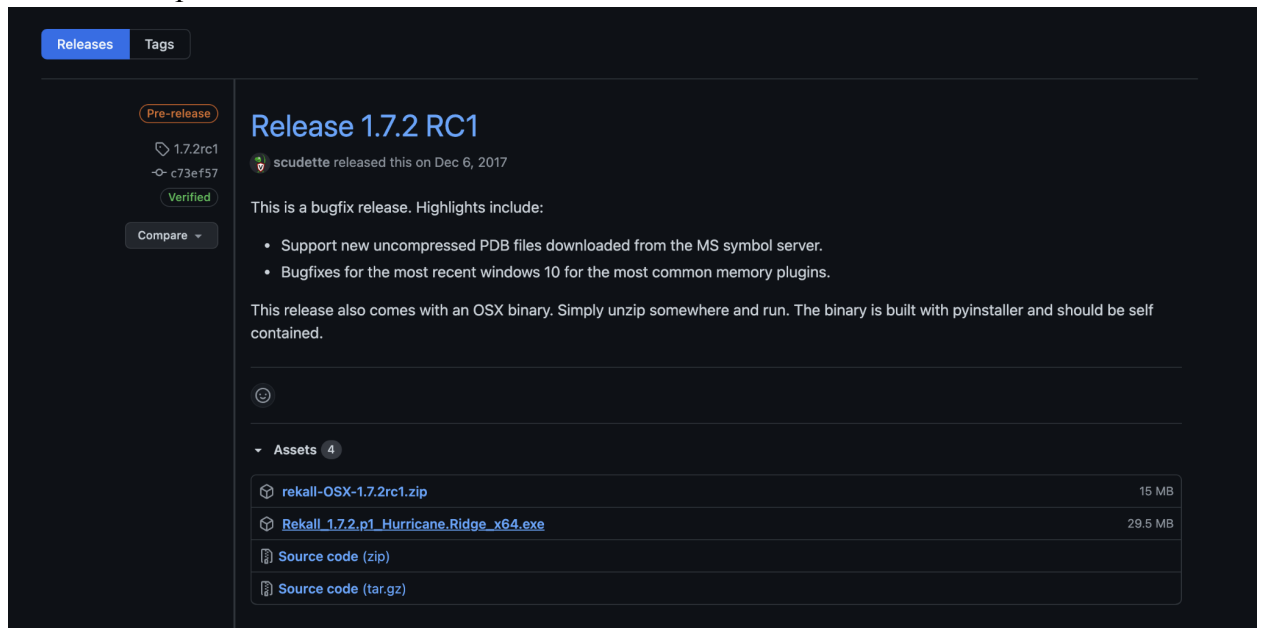 Releases Tags
Pre-release
1.7.2rc1
c73ef57
Verified
Compare
Release 1.7.2 RC1
scudette released this on Dec 6, 2017
This is a bugfix release. Highlights include:
• Support new uncompressed PDB files downloaded from the MS symbol server.
• Bugfixes for the most recent windows 10 for the most common memory plugins.
This release also comes with an OSX binary. Simply unzip somewhere and run. The binary is built with pyinstaller and should be self
contained.
Assets 4
rekall-OSX-1.7.2rc1.zip 15 MB
Rekall_1.7.2.p1_Hurricane.Ridge_x64.exe 29.5 MB
Source code (zip)
Source code (tar.gz)